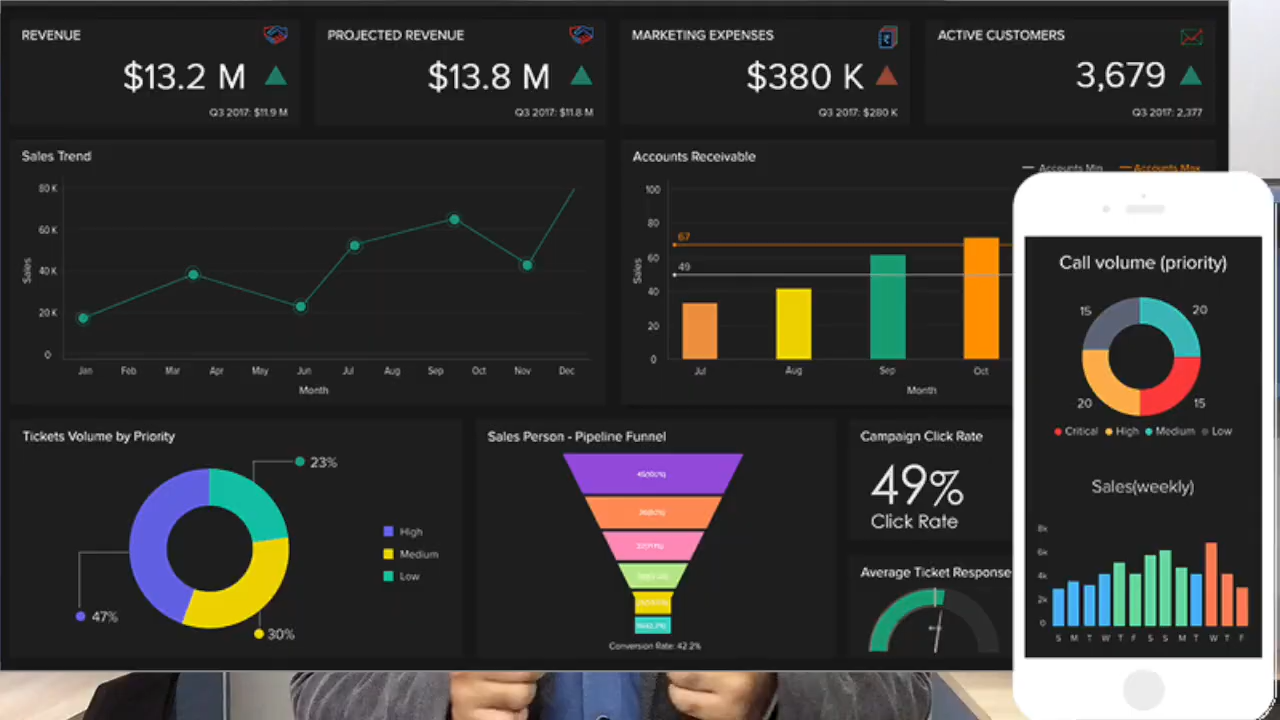 REVENUE
$13.2 M
Q3 2017: $11.9 M
PROJECTED REVENUE
$13.8 M
Q3 2017: $11.8 M
MARKETING EXPENSES
$380 K
Q3 2017: $280 K
ACTIVE CUSTOMERS
3,679
Q3 2017: 2,377
Sales Trend
80 K
60 K
40 K
20 K
0
Sales
Jan Feb Mar Apr May Jun Jul Aug Sep Oct Nov Dec
Month
Accounts Receivable
Accounts Min Accounts Max
100
80
60
40
20
0
Sales
67
49
Jul Aug Sep Oct
Month
Tickets Volume by Priority
23%
47%
30%
High
Medium
Low
Sales Person - Pipeline Funnel
Conversion Rate: 42.2%
Campaign Click Rate
49%
Click Rate
Average Ticket Response
Call volume (priority)
15 20
20 15
Critical High Medium Low
Sales(weekly)
8k
6k
4k
2k
0
S M T W T F S S M T W T F